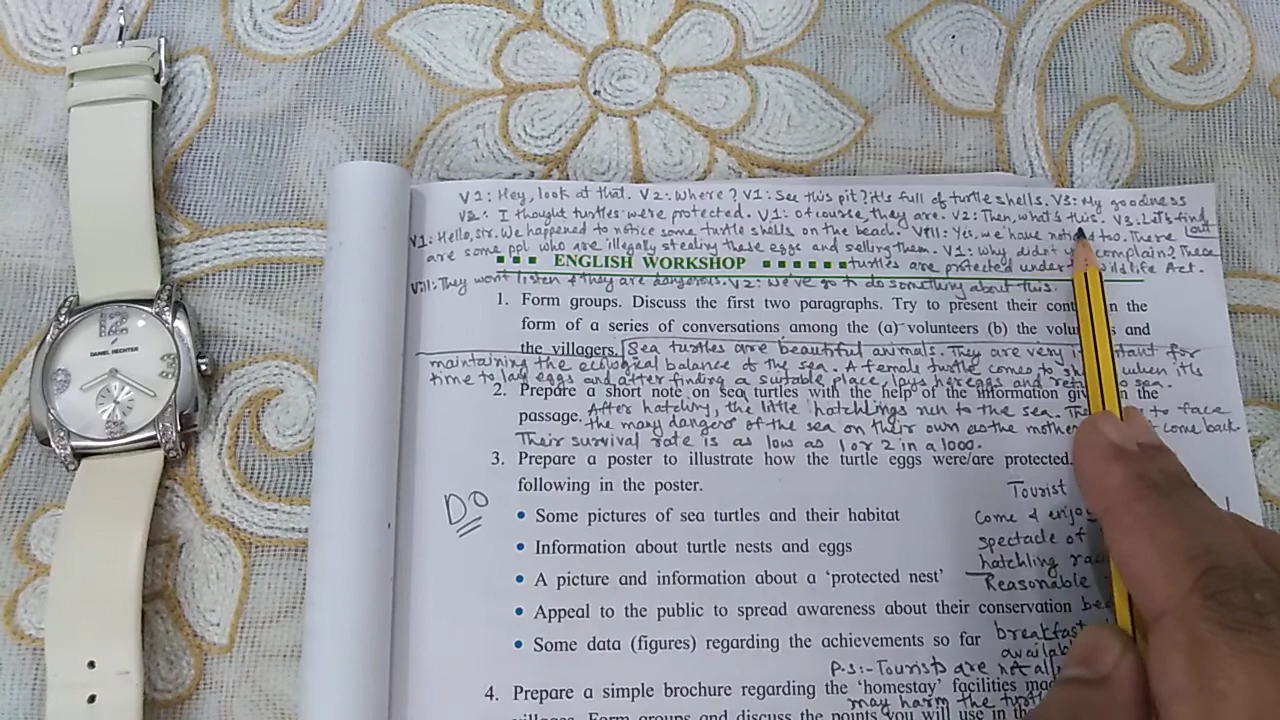 12
DANIEL HECHTER
V1: Hey, look at that. V2: Where? V1: See this pit? it's full of turtle shells. V3: My goodness
V2: I thought turtles were protected. V1: Of course, they are. V2: Then, what's this. V3: Let's find out
V1: Hello, sir. We happened to notice some turtle shells on the beach. Vill: Yes, we have noticed too. There
are some ppl who are illegally stealing these eggs and selling them. V1: Why didn't complain? These
ENGLISH WORKSHOP
turtles are protected under Wildlife Act.
Vill: They won't listen & they are dangerous. V2: We've go to do something about this.
1. Form groups. Discuss the first two paragraphs. Try to present their in the
form of a series of conversations among the (a) volunteers (b) the and
the villagers. Sea turtles are beautiful animals. They are very for
maintaining the ecological balance of the sea. A female turtle comes to when it's
time to lay eggs and after finding a suitable place, lays her eggs and sea.
2. Prepare a short note on sea turtles with the help of the information the
passage. After hatching, the little hatchlings run to the sea. to face
the many dangers of the sea on their own as the come back.
Their survival rate is as low as 1 or 2 in a 1000.
3. Prepare a poster to illustrate how the turtle eggs were/are protected.
following in the poster.
DO
Tourist
• Some pictures of sea turtles and their habitat
come & enjoy
spectacle of
• Information about turtle nests and eggs
hatchling
• A picture and information about a ‘protected nest’
Reasonable
• Appeal to the public to spread awareness about their conservation
• Some data (figures) regarding the achievements so far
breakfast
P.S:- Tourists are not
4. Prepare a simple brochure regarding the ‘homestay’ facilities
may harm the
villages. Form groups and discuss the points you will use in